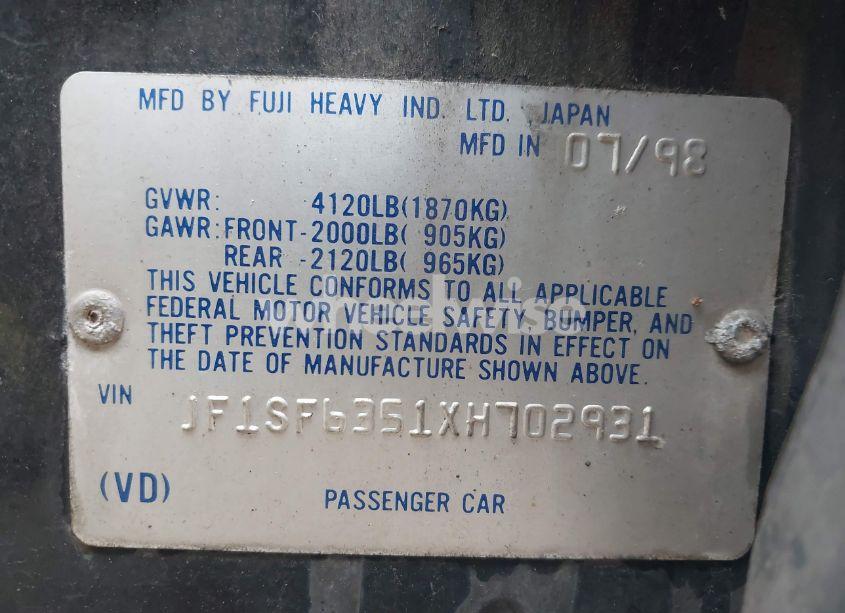 MFD BY FUJI HEAVY IND. LTD. JAPAN
MFD IN 07/98
GVWR: 4120LB(1870KG)
GAWR:FRONT-2000LB( 905KG)
REAR -2120LB( 965KG)
THIS VEHICLE CONFORMS TO ALL APPLICABLE
FEDERAL MOTOR VEHICLE SAFETY, BUMPER, AND
THEFT PREVENTION STANDARDS IN EFFECT ON
THE DATE OF MANUFACTURE SHOWN ABOVE.
VIN JF1SF6351XH702931
(VD) PASSENGER CAR